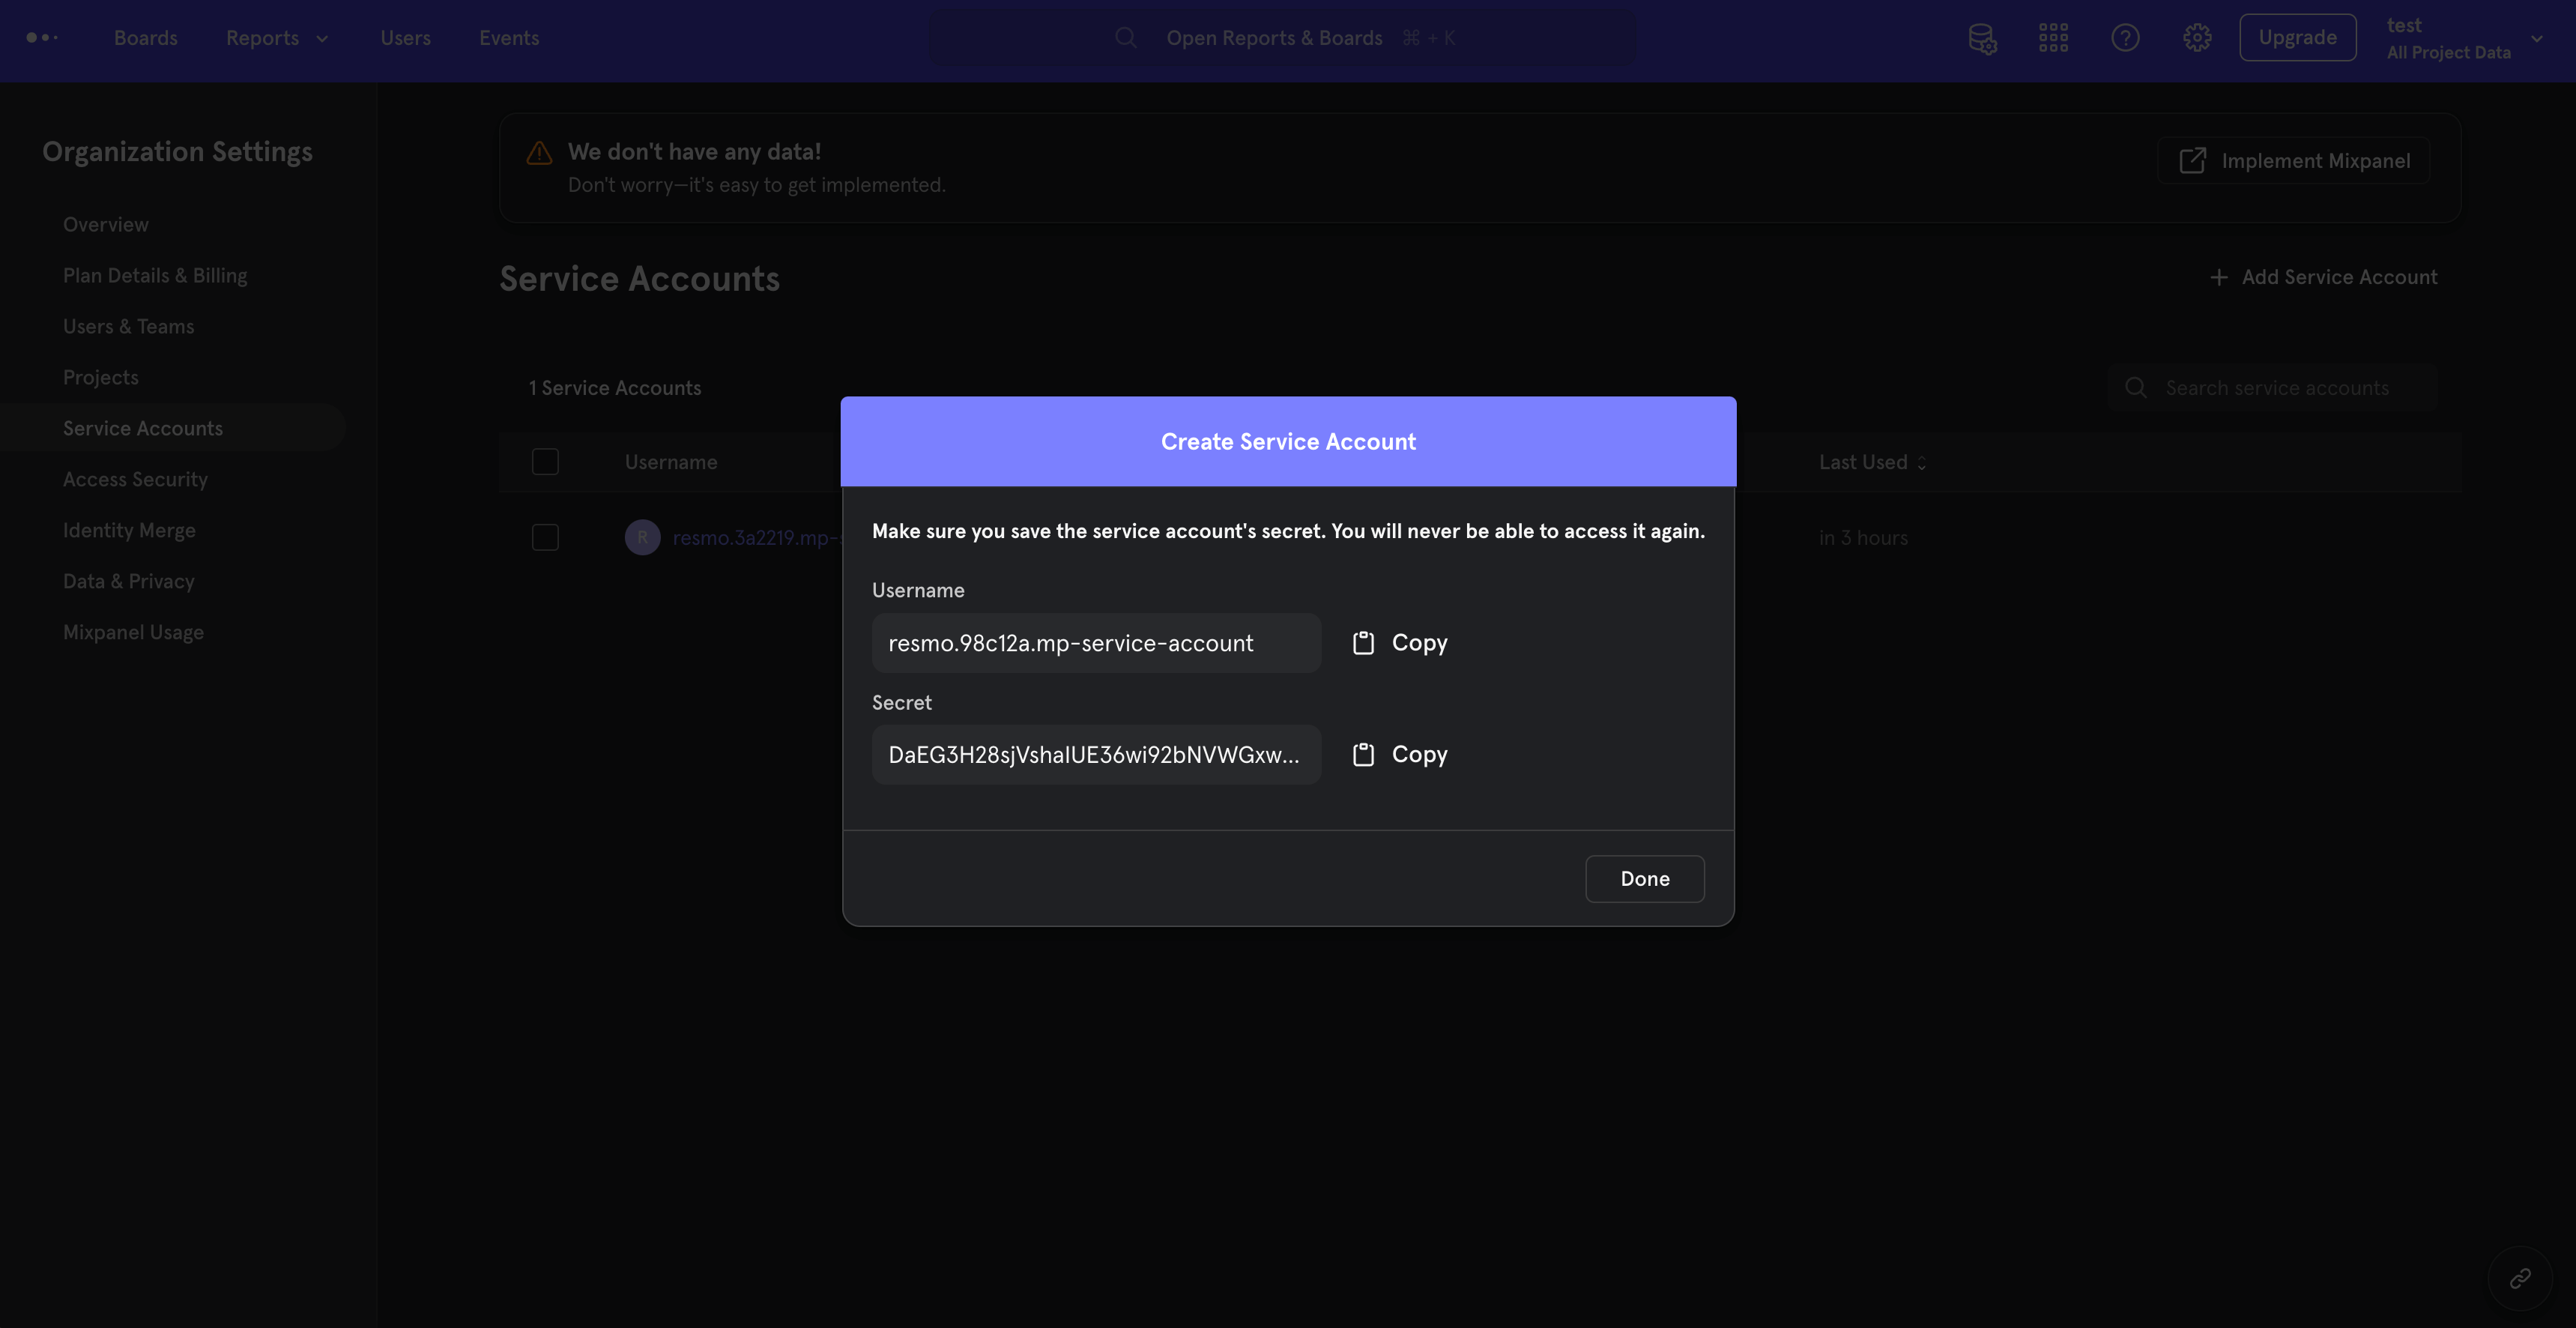 Boards Reports Users Events
Open Reports & Boards ⌘ + K
Upgrade
test
All Project Data
Organization Settings
Overview
Plan Details & Billing
Users & Teams
Projects
Service Accounts
Access Security
Identity Merge
Data & Privacy
Mixpanel Usage
We don't have any data!
Don't worry—it's easy to get implemented.
Implement Mixpanel
Service Accounts
Add Service Account
1 Service Accounts
Search service accounts
Username
Last Used
R
resmo.3a2219.mp-
in 3 hours
Create Service Account
Make sure you save the service account's secret. You will never be able to access it again.
Username
resmo.98c12a.mp-service-account
Copy
Secret
DaEG3H28sjVshaIUE36wi92bNVWGxw...
Copy
Done